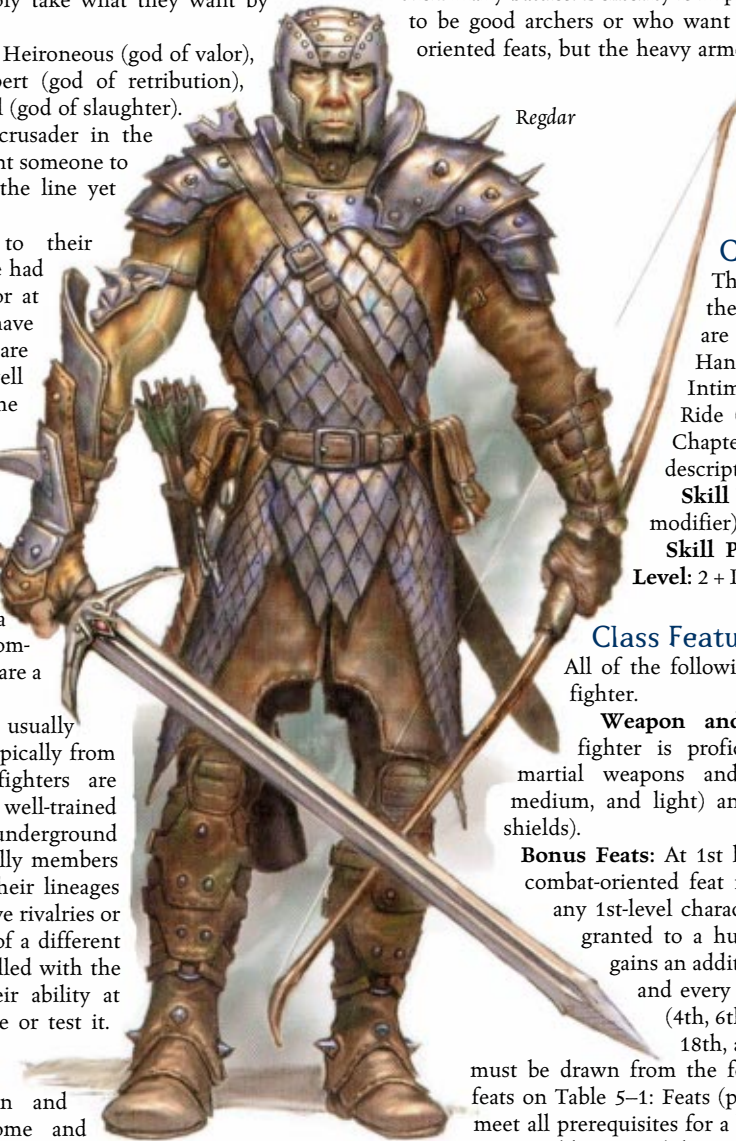 bly take what they want by
Heironeous (god of valor),
bert (god of retribution),
l (god of slaughter).
crusader in the
nt someone to
the line yet
to their
e had
or at
have
are
ell
ne
a
om-
are a
usually
pically from
fighters are
well-trained
underground
lly members
heir lineages
ve rivalries or
of a different
lled with the
eir ability at
e or test it.
n and
ome and
to be good archers or who want
oriented feats, but the heavy arm
Regdar
C
Th
the
are
Han
Intim
Ride
Chapte
descript
Skill
modifier)
Skill P
Level: 2 + I
Class Featu
All of the followi
fighter.
Weapon and
fighter is profic
martial weapons and
medium, and light) an
shields).
Bonus Feats: At 1st l
combat-oriented feat
any 1st-level charac
granted to a hu
gains an addit
and every
(4th, 6th
18th, a
must be drawn from the f
feats on Table 5–1: Feats (p
meet all prerequisites for a